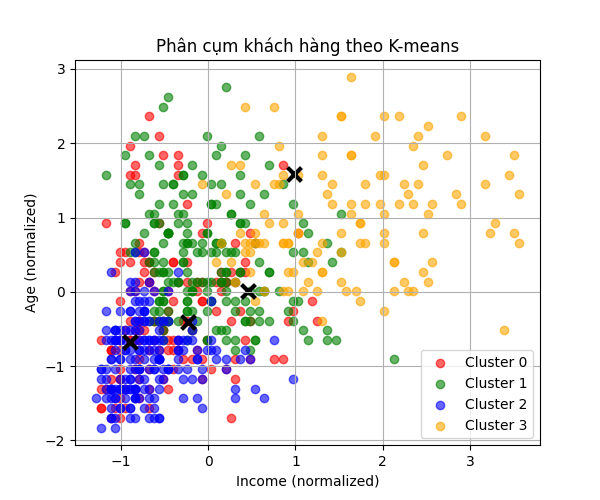 Phân cụm khách hàng theo K-means
3
2
1
0
−1
−2
Age (normalized)
−1 0 1 2 3
Income (normalized)
Cluster 0
Cluster 1
Cluster 2
Cluster 3